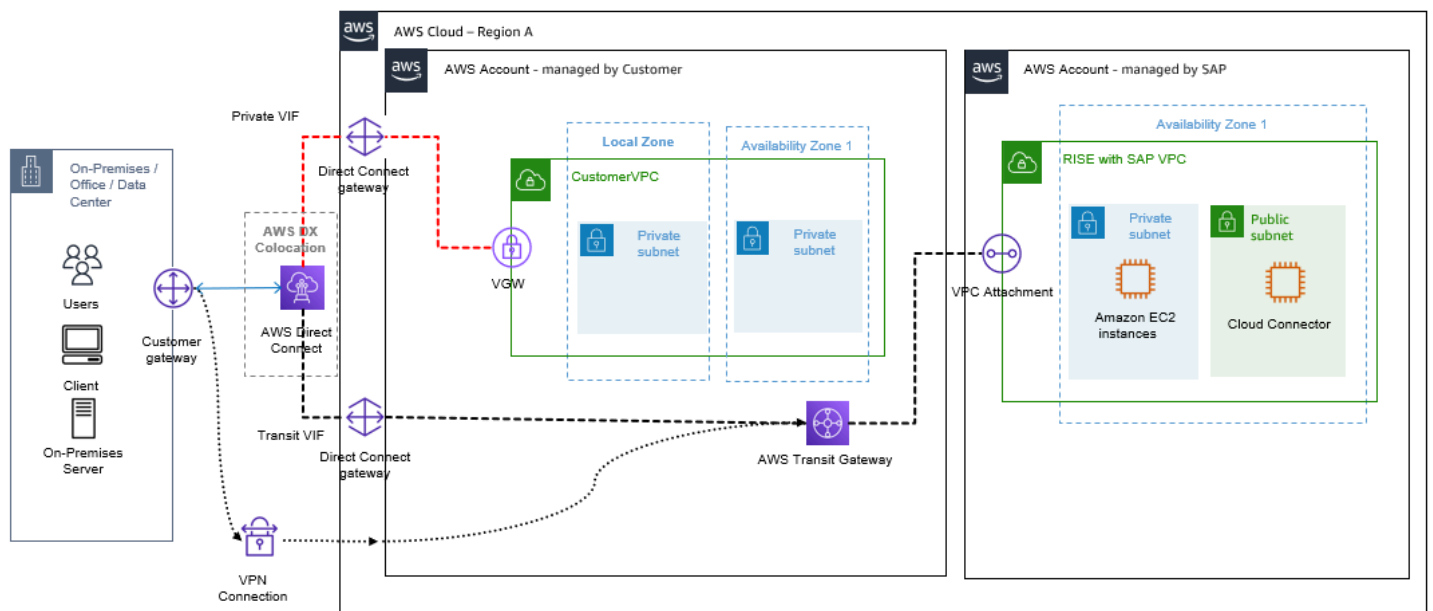 aws
AWS Cloud – Region A
aws
AWS Account - managed by Customer
aws
AWS Account - managed by SAP
Private VIF
Direct Connect
gateway
Local Zone
Availability Zone 1
Availability Zone 1
On-Premises /
Office / Data
Center
CustomerVPC
RISE with SAP VPC
AWS DX
Colocation
Private
subnet
Private
subnet
Private
subnet
Public
subnet
Users
VGW
VPC Attachment
Customer
gateway
AWS Direct
Connect
Amazon EC2
instances
Cloud Connector
Client
Transit VIF
Direct Connect
gateway
AWS Transit Gateway
On-Premises
Server
VPN
Connection